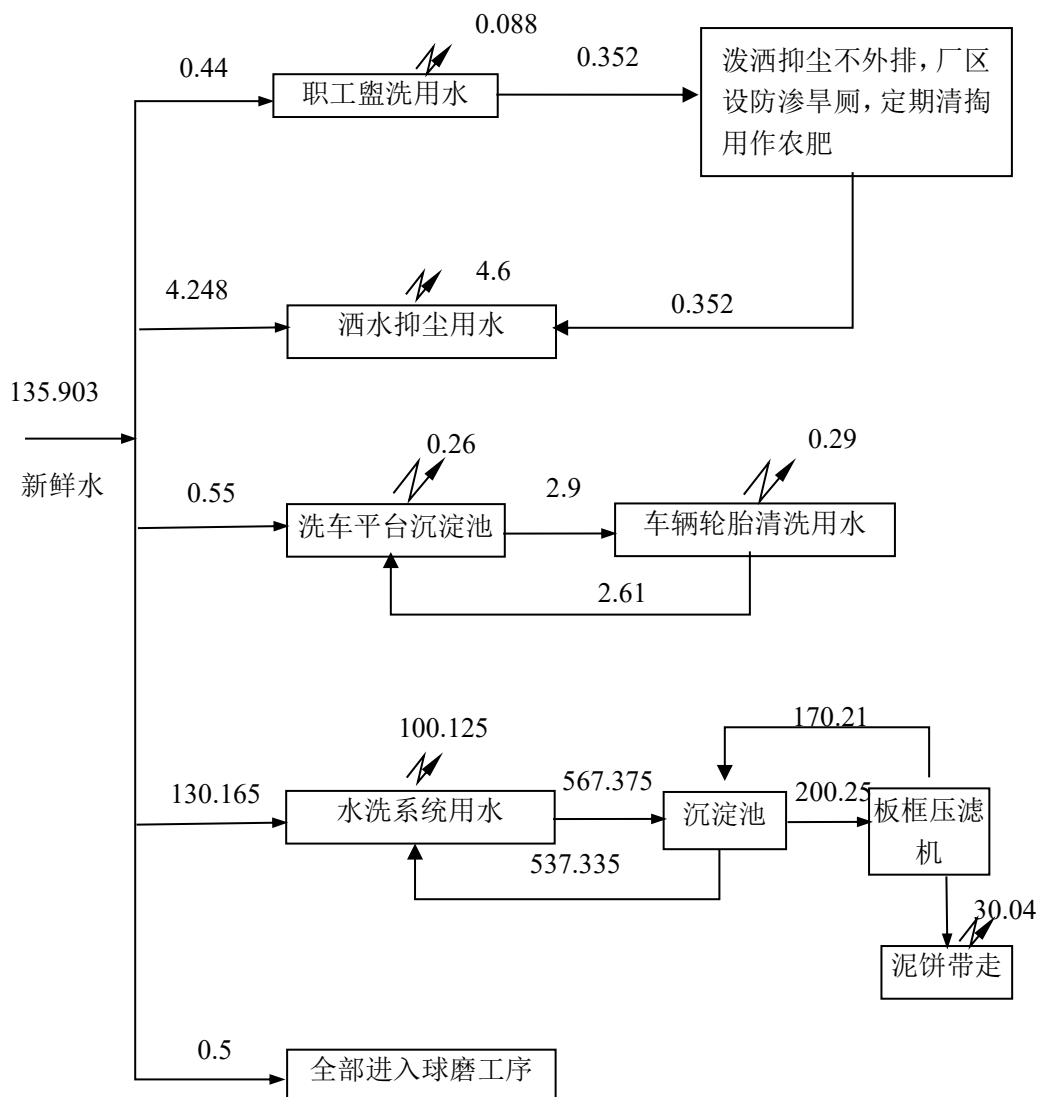 0.088
0.44
0.352
职工盥洗用水
泼洒抑尘不外排，厂区
设防渗旱厕，定期清掏
用作农肥
4.6
4.248
0.352
洒水抑尘用水
135.903
新鲜水
0.26
0.29
0.55
2.9
洗车平台沉淀池
车辆轮胎清洗用水
2.61
170.21
100.125
130.165
567.375
200.25
水洗系统用水
沉淀池
板框压滤
机
537.335
30.04
泥饼带走
0.5
全部进入球磨工序